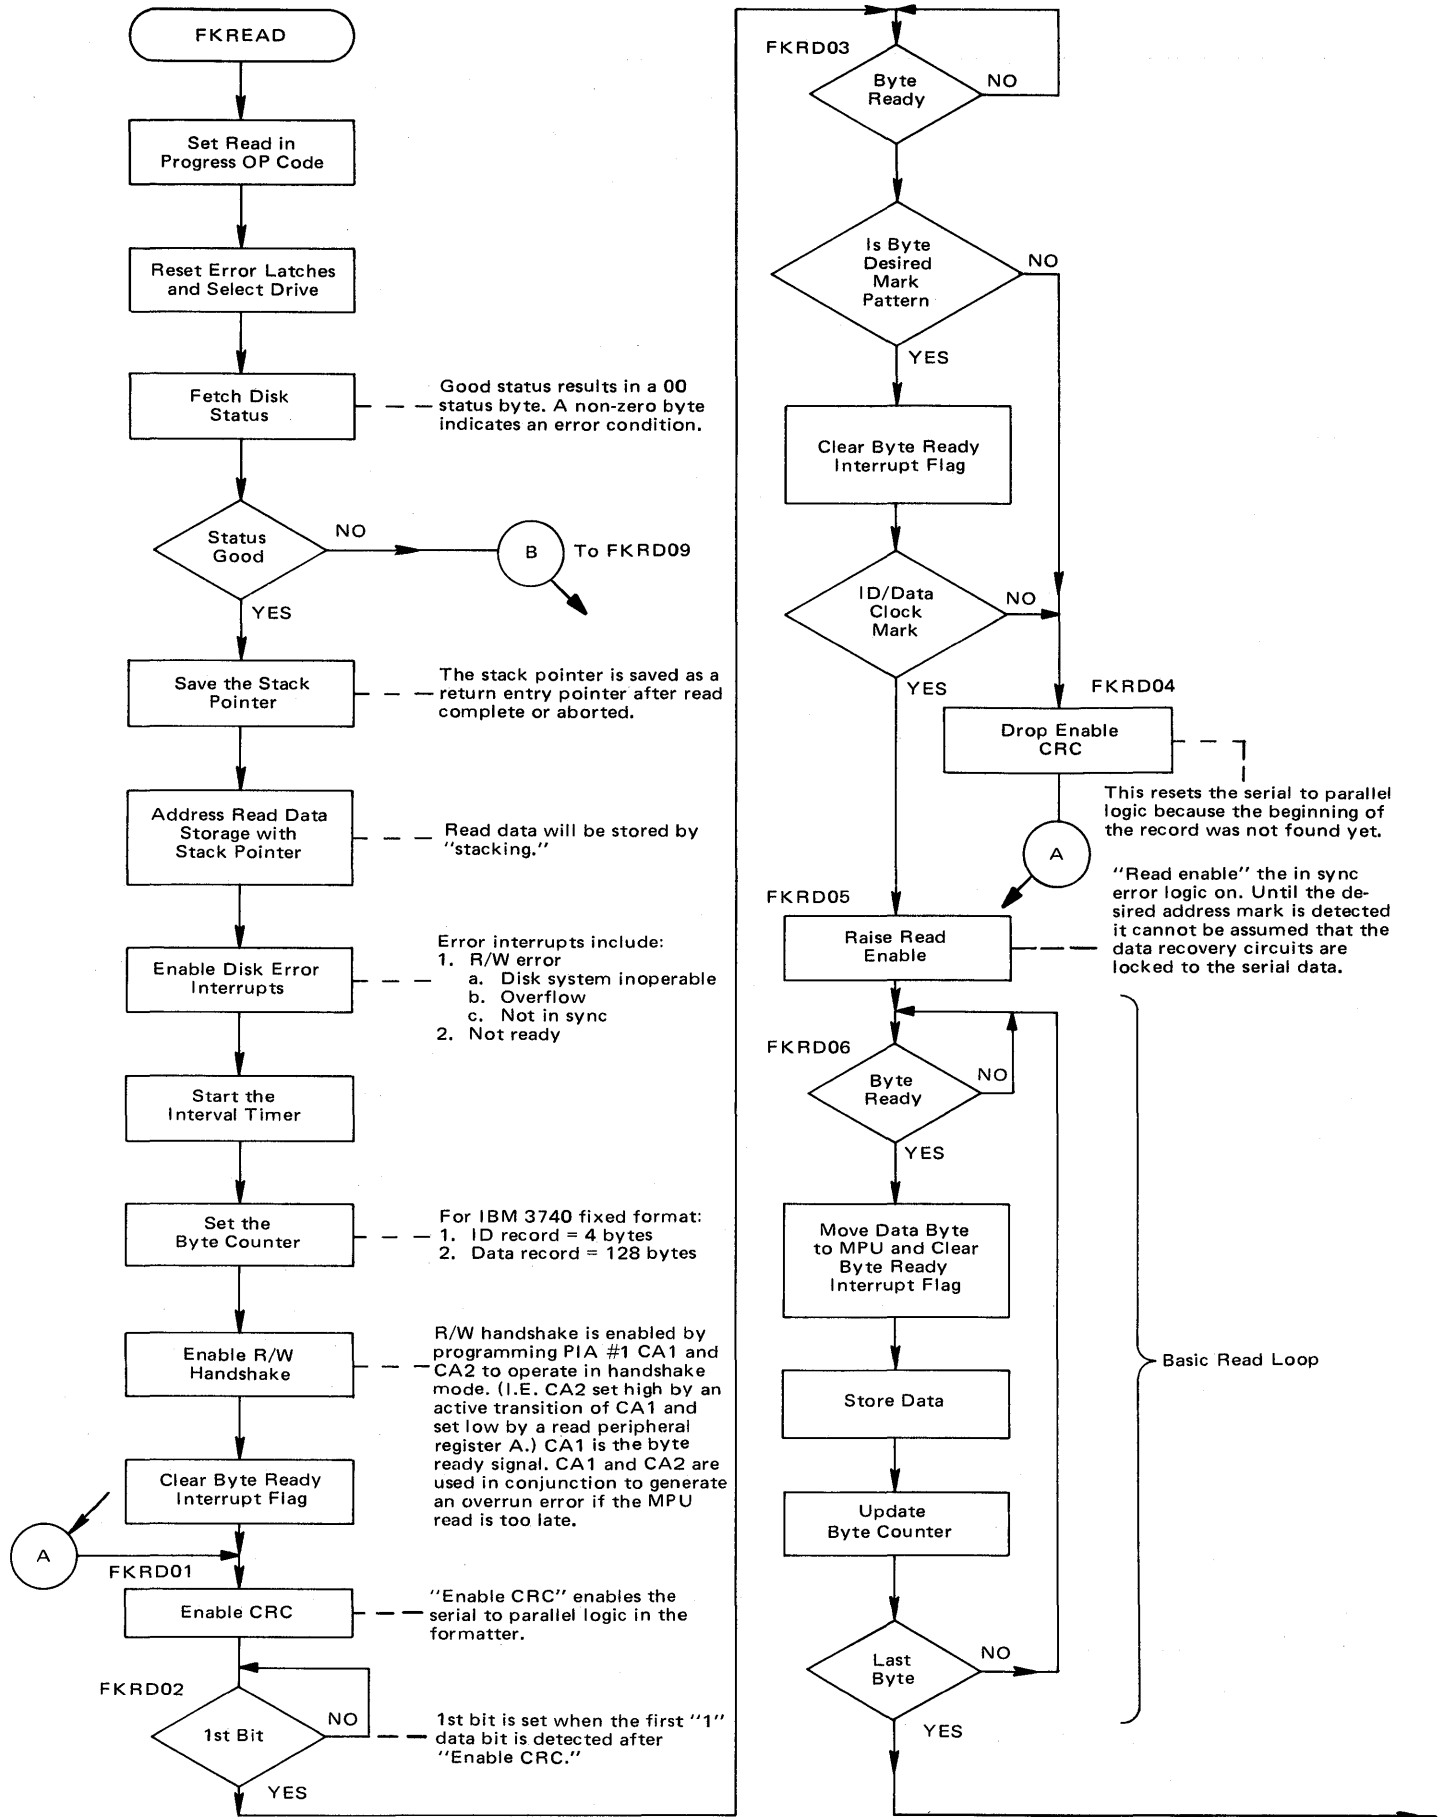 FKREAD
Set Read in
Progress OP Code
Reset Error Latches
and Select Drive
Fetch Disk
Status
Good status results in a 00
status byte. A non-zero byte
indicates an error condition.
Status
Good
NO
B
To FKRD09
YES
Save the Stack
Pointer
The stack pointer is saved as a
return entry pointer after read
complete or aborted.
Address Read Data
Storage with
Stack Pointer
Read data will be stored by
"stacking."
Enable Disk Error
Interrupts
Error interrupts include:
1. R/W error
a. Disk system inoperable
b. Overflow
c. Not in sync
2. Not ready
Start the
Interval Timer
Set the
Byte Counter
For IBM 3740 fixed format:
1. ID record = 4 bytes
2. Data record = 128 bytes
Enable R/W
Handshake
R/W handshake is enabled by
programming PIA #1 CA1 and
CA2 to operate in handshake
mode. (I.E. CA2 set high by an
active transition of CA1 and
set low by a read peripheral
register A.) CA1 is the byte
ready signal. CA1 and CA2 are
used in conjunction to generate
an overrun error if the MPU
read is too late.
Clear Byte Ready
Interrupt Flag
A
FKRD01
Enable CRC
"Enable CRC" enables the
serial to parallel logic in the
formatter.
FKRD02
1st Bit
NO
1st bit is set when the first "1"
data bit is detected after
"Enable CRC."
YES
FKRD03
Byte
Ready
NO
Is Byte
Desired
Mark
Pattern
NO
YES
Clear Byte Ready
Interrupt Flag
ID/Data
Clock
Mark
NO
YES
FKRD04
Drop Enable
CRC
This resets the serial to parallel
logic because the beginning of
the record was not found yet.
A
FKRD05
Raise Read
Enable
"Read enable" the in sync
error logic on. Until the de-
sired address mark is detected
it cannot be assumed that the
data recovery circuits are
locked to the serial data.
FKRD06
Byte
Ready
NO
YES
Move Data Byte
to MPU and Clear
Byte Ready
Interrupt Flag
Basic Read Loop
Store Data
Update
Byte Counter
Last
Byte
NO
YES